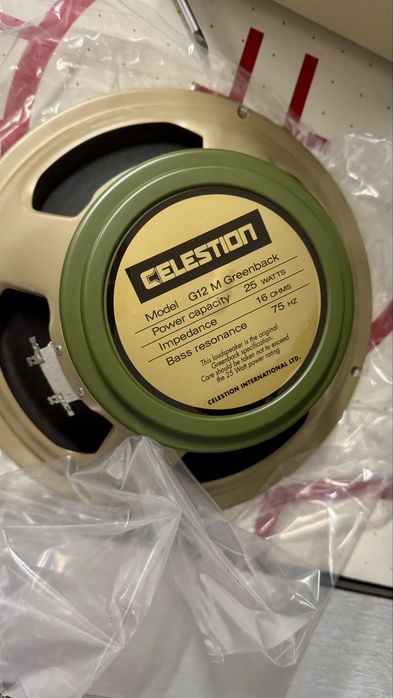 CELESTION
Model G12 M Greenback
Power capacity 25 WATTS
Impedance 16 OHMS
Bass resonance 75 HZ
This loudspeaker is the original
Greenback specification.
Care should be taken not to exceed
the 25 Watt power rating
CELESTION INTERNATIONAL LTD.